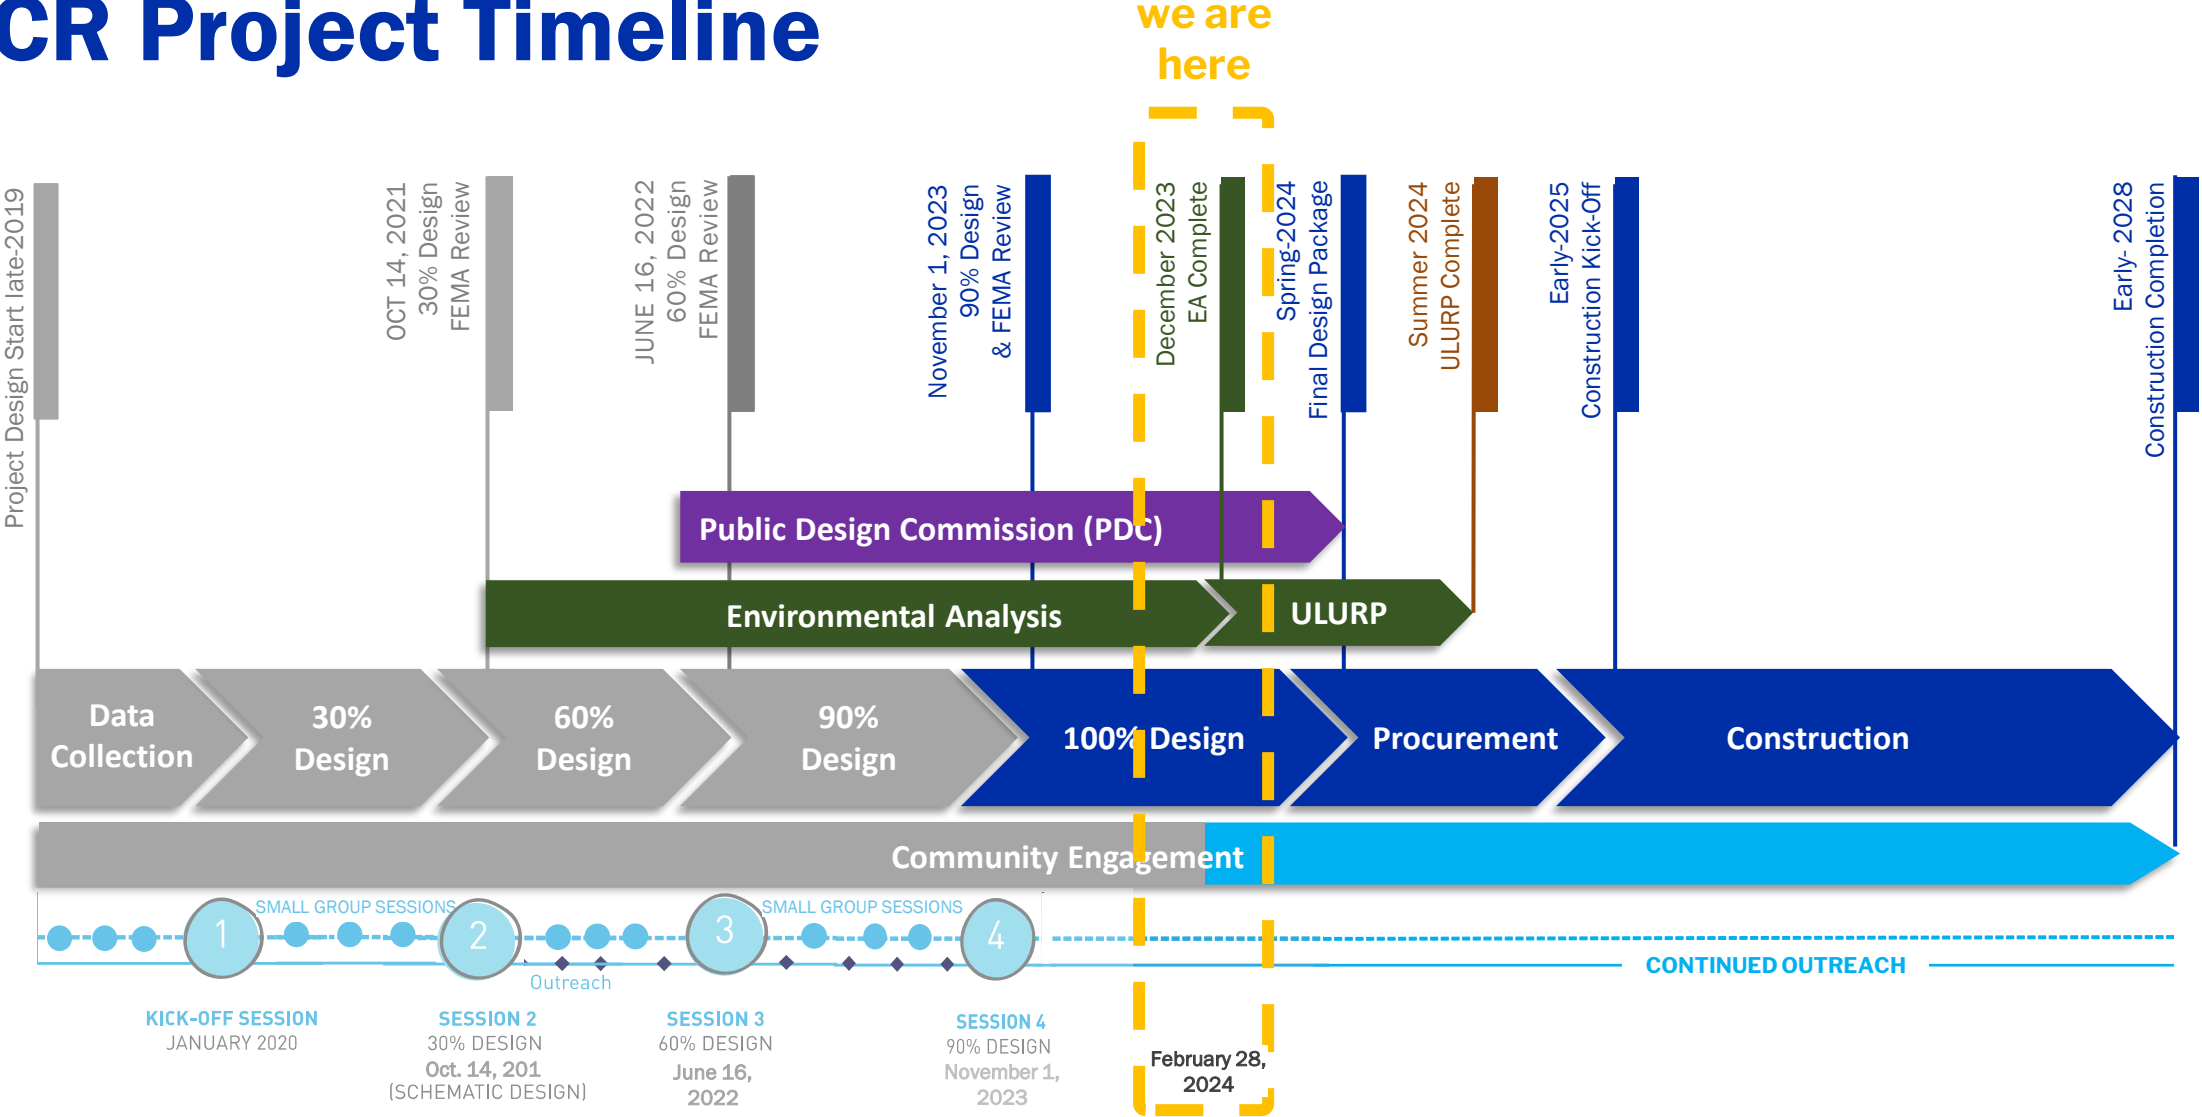 CR Project Timeline
we are
here
Project Design Start late-2019
OCT 14, 2021
30% Design
FEMA Review
JUNE 16, 2022
60% Design
FEMA Review
November 1, 2023
90% Design
& FEMA Review
December 2023
EA Complete
Spring-2024
Final Design Package
Summer 2024
ULURP Complete
Early-2025
Construction Kick-Off
Early- 2028
Construction Completion
Public Design Commission (PDC)
Environmental Analysis
ULURP
Data
Collection
30%
Design
60%
Design
90%
Design
100% Design
Procurement
Construction
Community Engagement
SMALL GROUP SESSIONS
SMALL GROUP SESSIONS
1
2
3
4
Outreach
CONTINUED OUTREACH
KICK-OFF SESSION
JANUARY 2020
SESSION 2
30% DESIGN
Oct. 14, 201
(SCHEMATIC DESIGN)
SESSION 3
60% DESIGN
June 16,
2022
SESSION 4
90% DESIGN
November 1,
2023
February 28,
2024